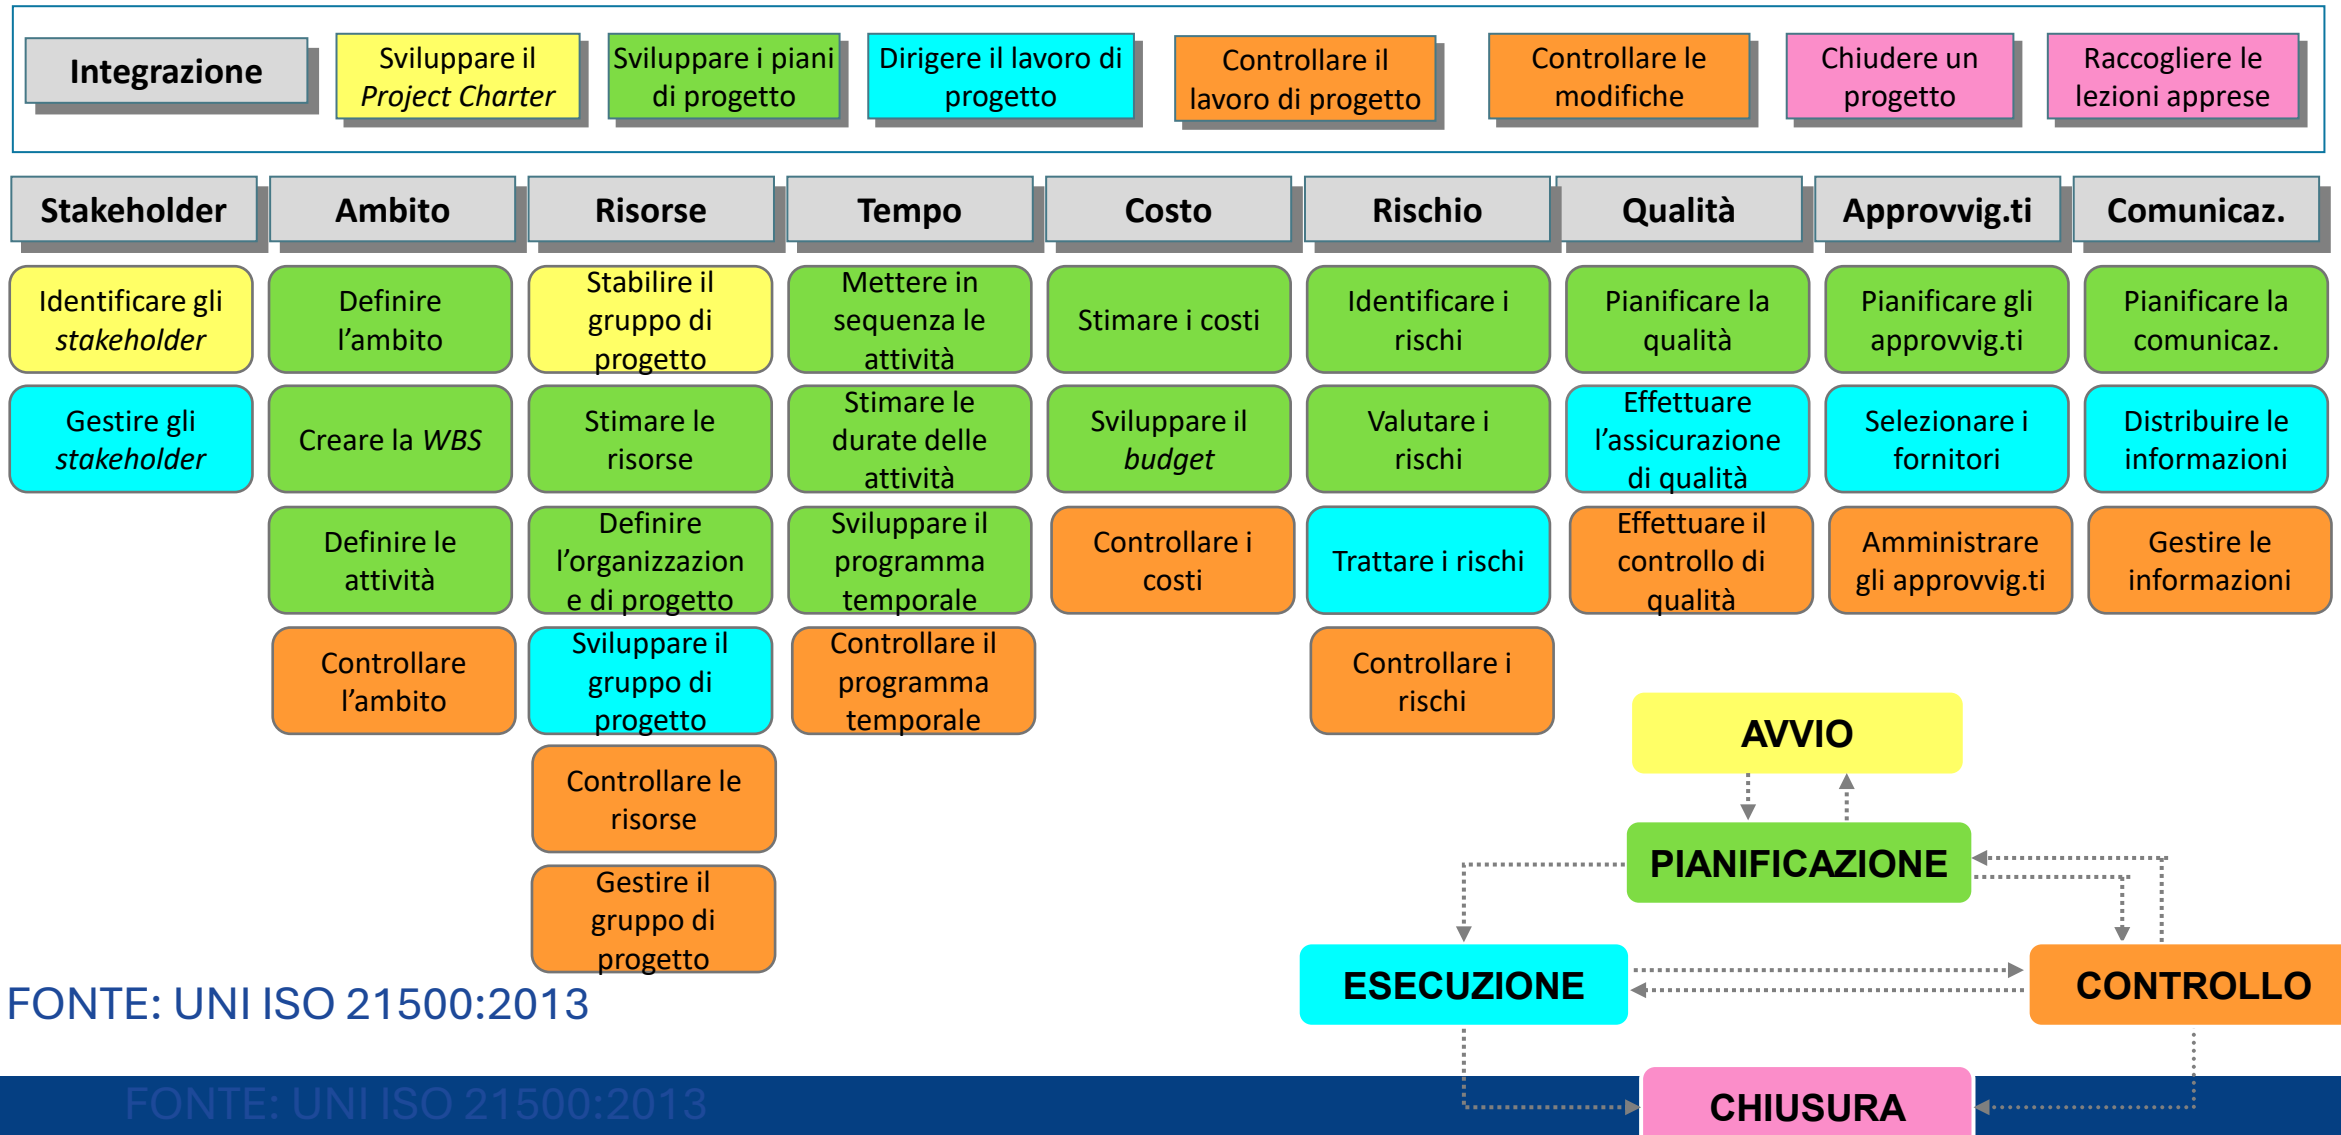 Integrazione
Sviluppare il
Project Charter
Sviluppare i piani
di progetto
Dirigere il lavoro di
progetto
Controllare il
lavoro di progetto
Controllare le
modifiche
Chiudere un
progetto
Raccogliere le
lezioni apprese
Stakeholder
Ambito
Risorse
Tempo
Costo
Rischio
Qualità
Approvvig.ti
Comunicaz.
Identificare gli
stakeholder
Definire
l’ambito
Stabilire il
gruppo di
progetto
Mettere in
sequenza le
attività
Stimare i costi
Identificare i
rischi
Pianificare la
qualità
Pianificare gli
approvvig.ti
Pianificare la
comunicaz.
Gestire gli
stakeholder
Creare la WBS
Stimare le
risorse
Stimare le
durate delle
attività
Sviluppare il
budget
Valutare i
rischi
Effettuare
l’assicurazione
di qualità
Selezionare i
fornitori
Distribuire le
informazioni
Definire le
attività
Definire
l’organizzazion
e di progetto
Sviluppare il
programma
temporale
Controllare i
costi
Trattare i rischi
Effettuare il
controllo di
qualità
Amministrare
gli approvvig.ti
Gestire le
informazioni
Controllare
l’ambito
Sviluppare il
gruppo di
progetto
Controllare il
programma
temporale
Controllare i
rischi
Controllare le
risorse
Gestire il
gruppo di
progetto
AVVIO
PIANIFICAZIONE
ESECUZIONE
CONTROLLO
CHIUSURA
FONTE: UNI ISO 21500:2013
FONTE: UNI ISO 21500:2013